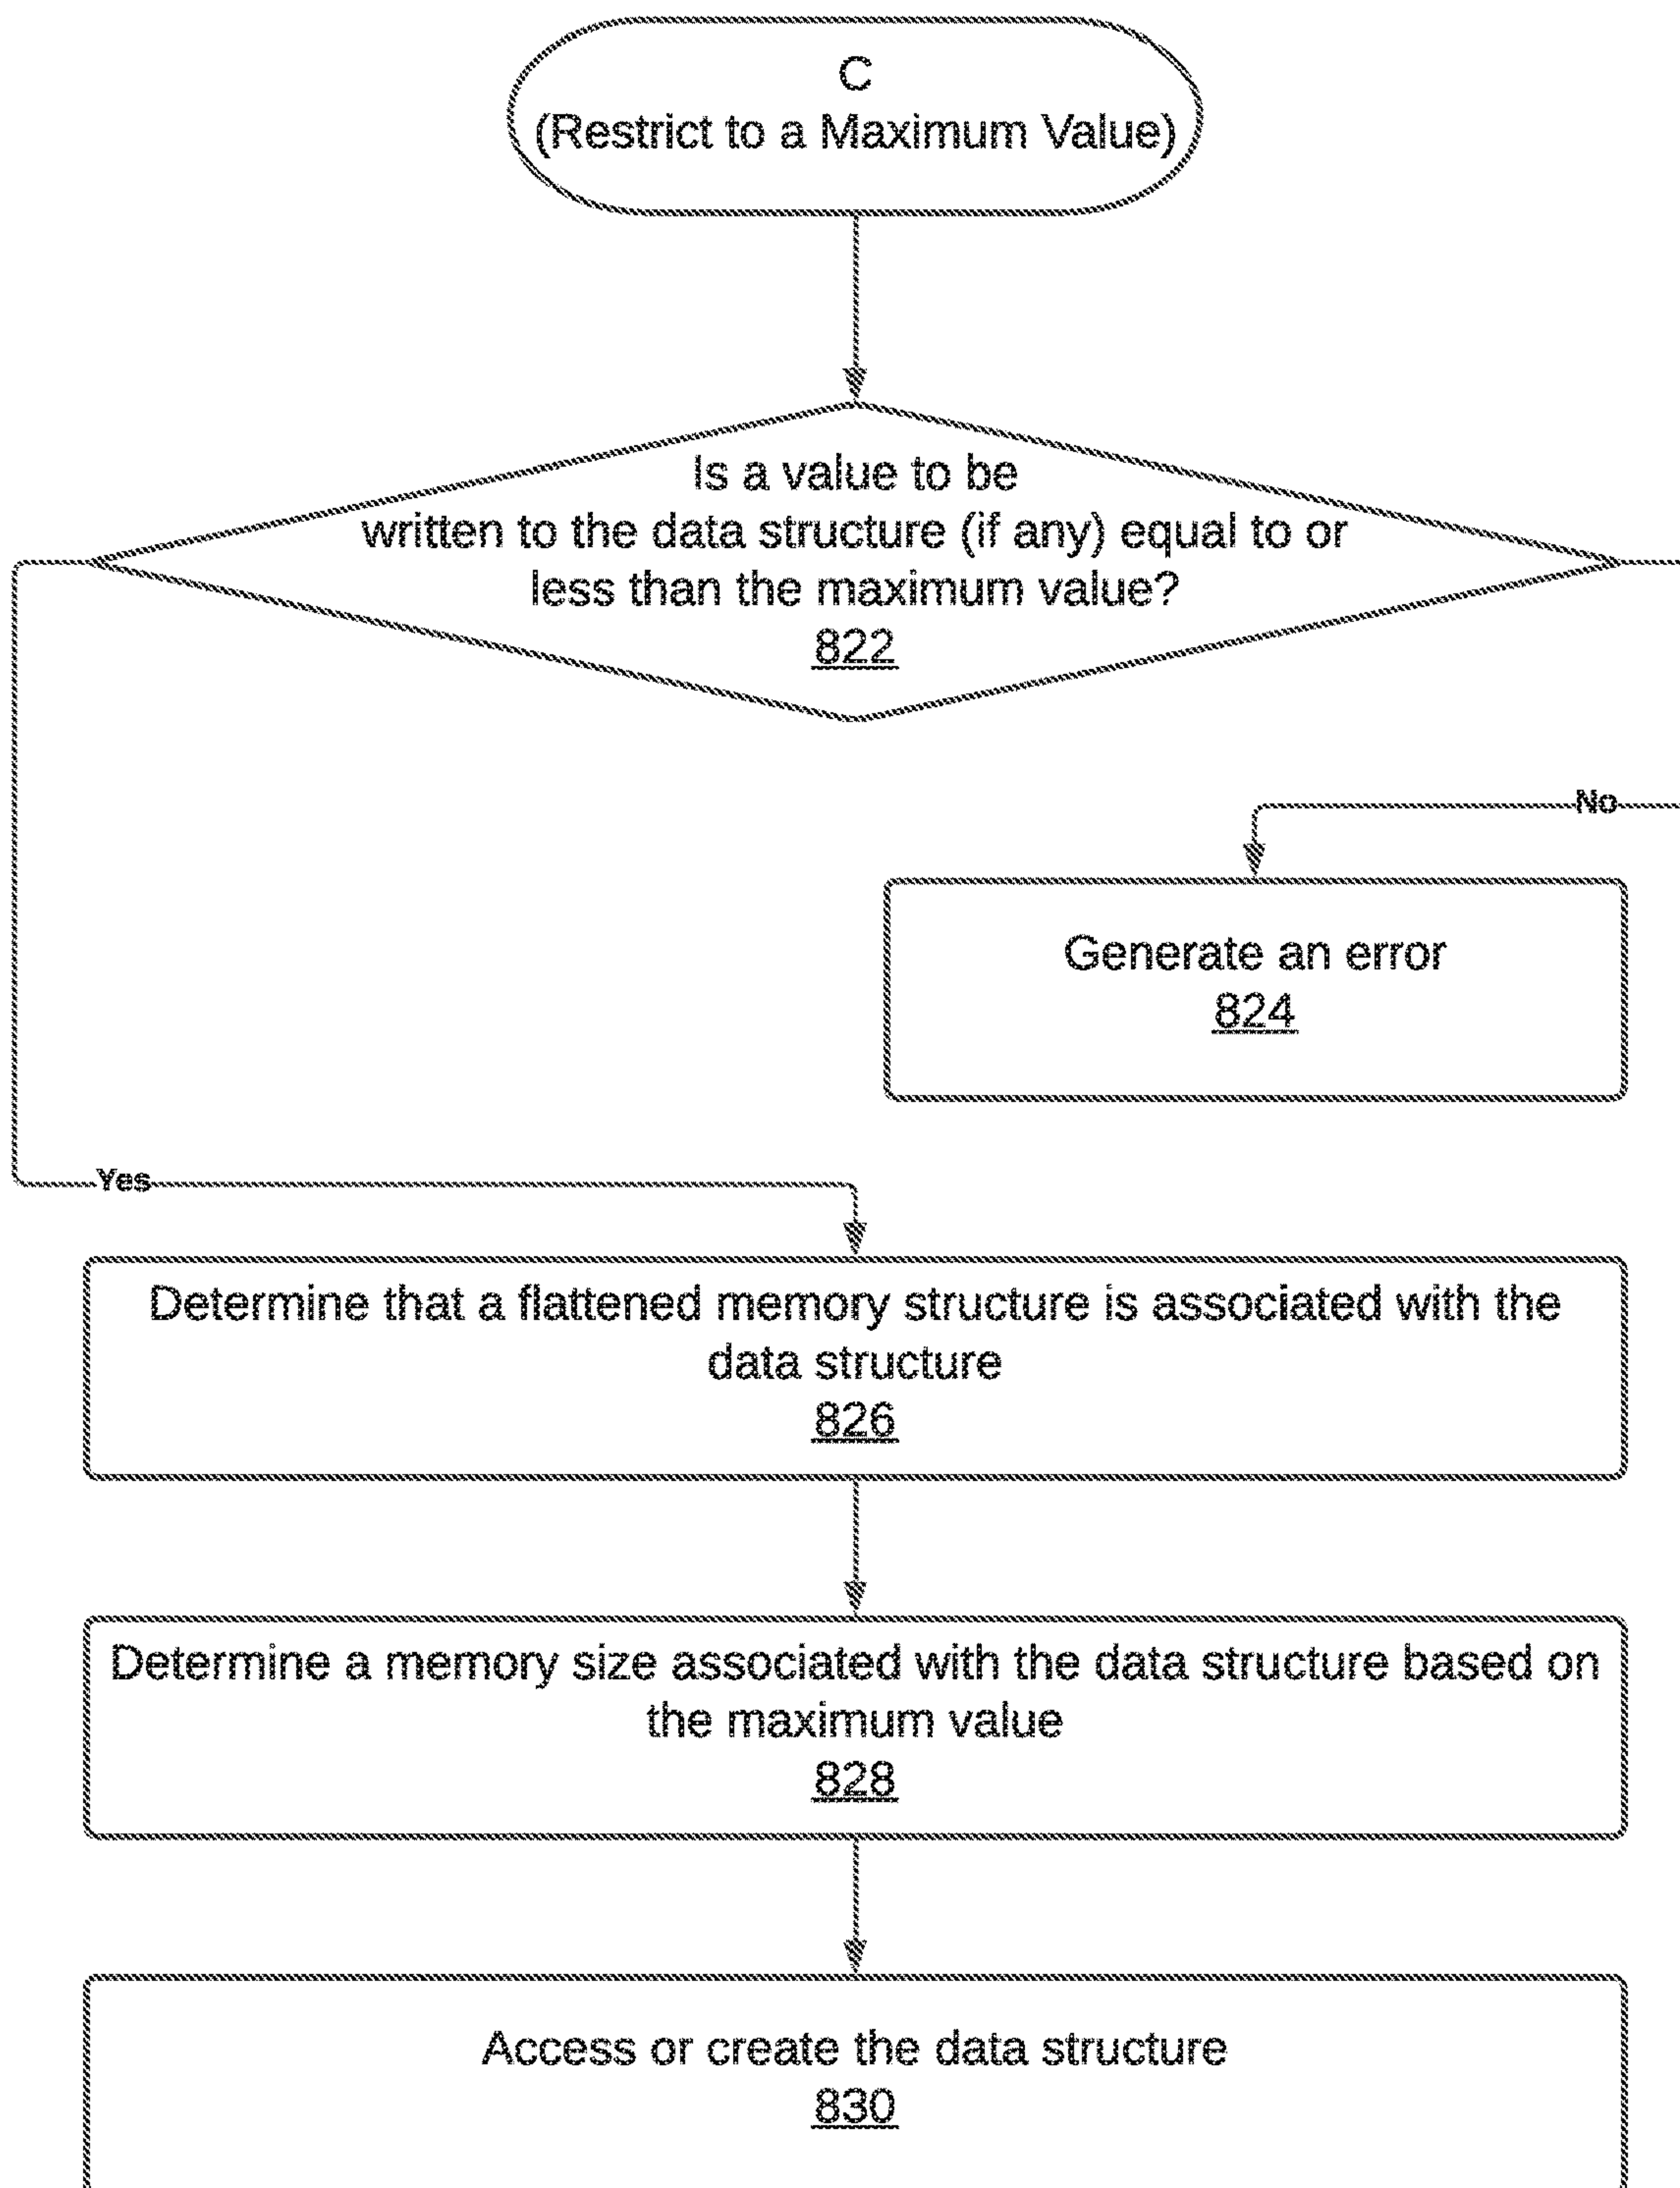 C
(Restrict to a Maximum Value)
Is a value to be
written to the data structure (if any) equal to or
less than the maximum value?
822
No
Generate an error
824
Yes
Determine that a flattened memory structure is associated with the
data structure
826
Determine a memory size associated with the data structure based on
the maximum value
828
Access or create the data structure
830